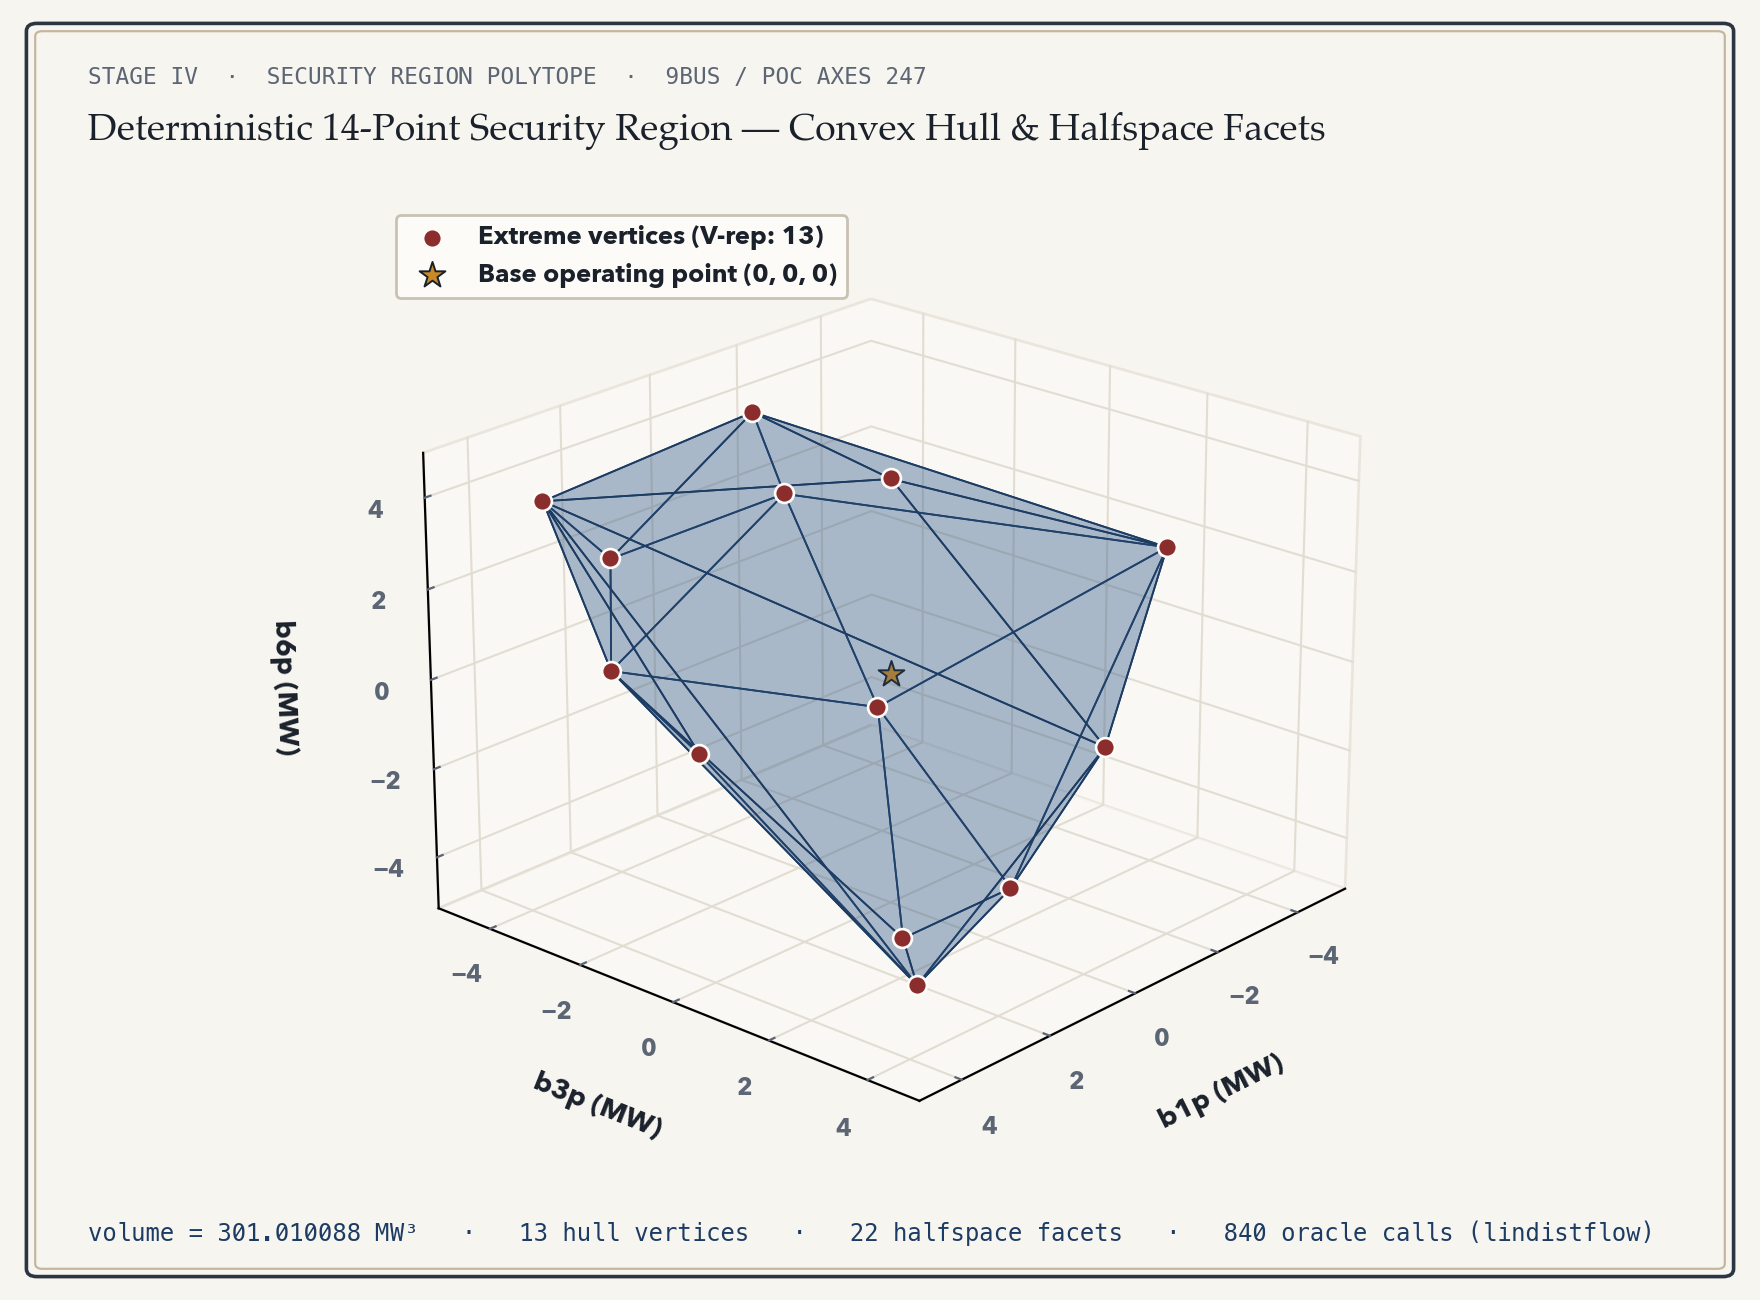 STAGE IV · SECURITY REGION POLYTOPE · 9BUS / POC AXES 247
Deterministic 14-Point Security Region — Convex Hull & Halfspace Facets
Extreme vertices (V-rep: 13)
Base operating point (0, 0, 0)
4
2
0
−2
−4
b6p (MW)
−4
−2
0
2
4
b3p (MW)
4
2
0
−2
−4
b1p (MW)
volume = 301.010088 MW³ · 13 hull vertices · 22 halfspace facets · 840 oracle calls (lindistflow)